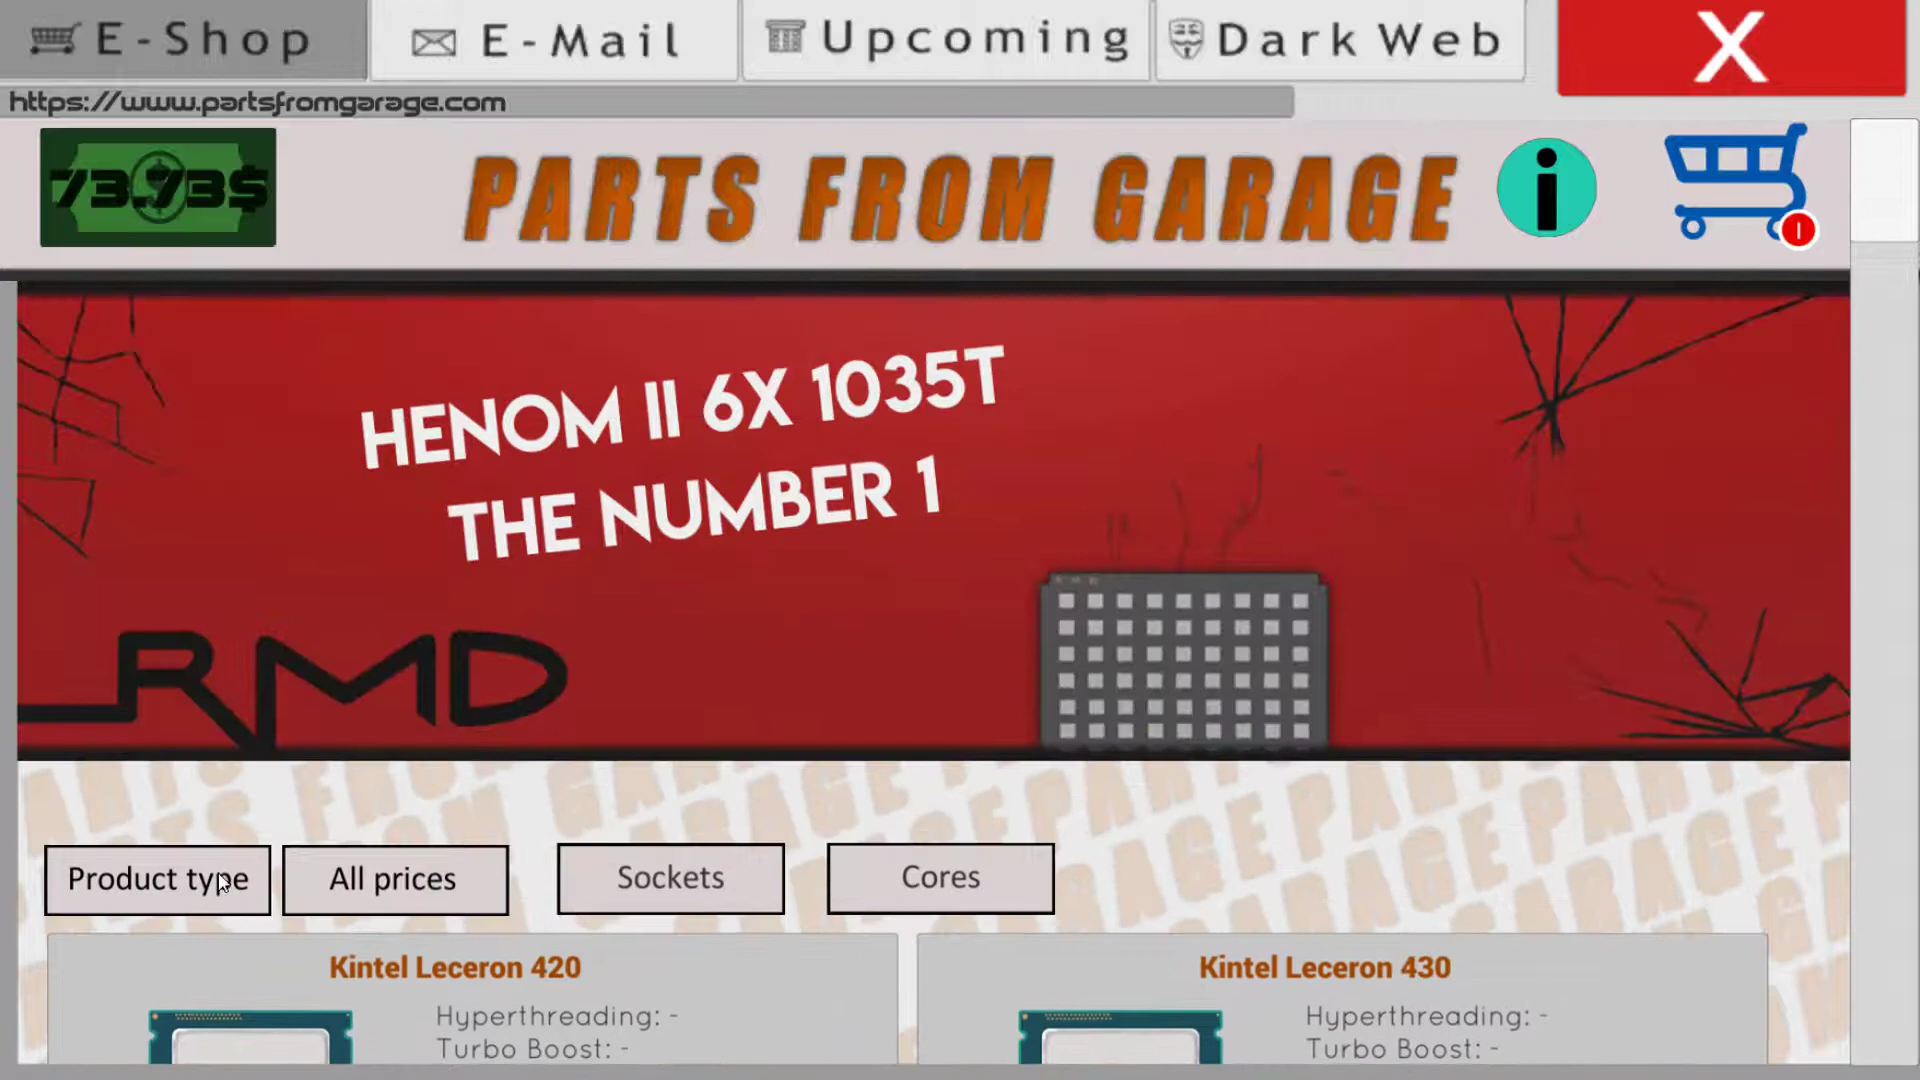 E-Shop
E-Mail
Upcoming
Dark Web
X
https://www.partsfromgarage.com
73.73$
PARTS FROM GARAGE
i
1
HENOM II 6X 1035T
THE NUMBER 1
RMD
Product type
All prices
Sockets
Cores
Kintel Leceron 420
Hyperthreading: -
Turbo Boost: -
Kintel Leceron 430
Hyperthreading: -
Turbo Boost: -